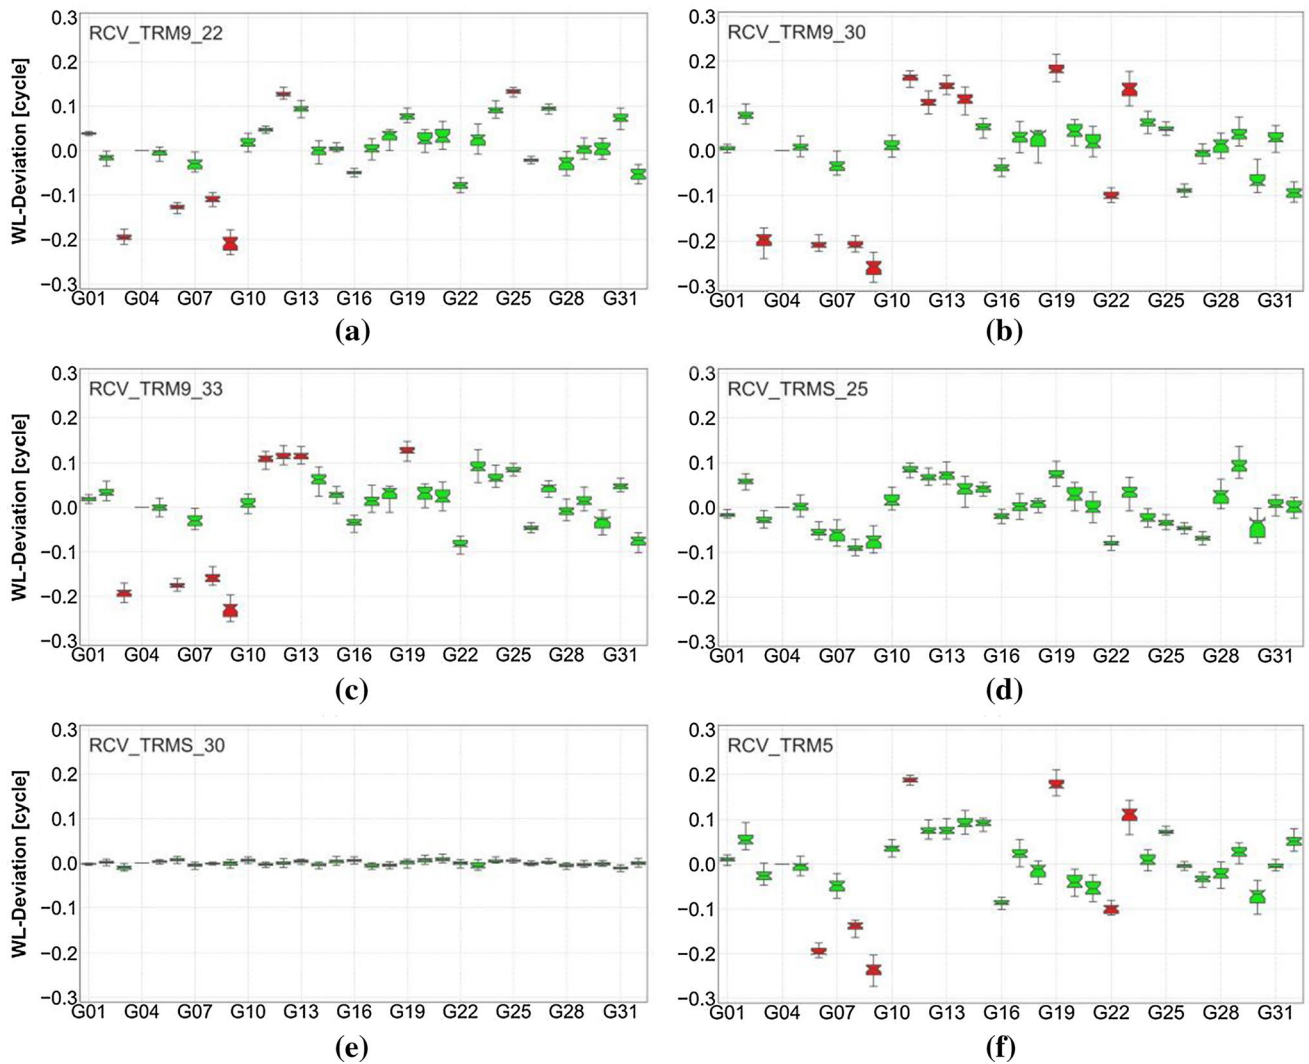 RCV_TRM9_22
WL-Deviation [cycle]
0.3
0.2
0.1
0.0
−0.1
−0.2
−0.3
G01 G04 G07 G10 G13 G16 G19 G22 G25 G28 G31
(a)
RCV_TRM9_30
0.3
0.2
0.1
0.0
−0.1
−0.2
−0.3
G01 G04 G07 G10 G13 G16 G19 G22 G25 G28 G31
(b)
RCV_TRM9_33
WL-Deviation [cycle]
0.3
0.2
0.1
0.0
−0.1
−0.2
−0.3
G01 G04 G07 G10 G13 G16 G19 G22 G25 G28 G31
(c)
RCV_TRMS_25
0.3
0.2
0.1
0.0
−0.1
−0.2
−0.3
G01 G04 G07 G10 G13 G16 G19 G22 G25 G28 G31
(d)
RCV_TRMS_30
WL-Deviation [cycle]
0.3
0.2
0.1
0.0
−0.1
−0.2
−0.3
G01 G04 G07 G10 G13 G16 G19 G22 G25 G28 G31
(e)
RCV_TRM5
0.3
0.2
0.1
0.0
−0.1
−0.2
−0.3
G01 G04 G07 G10 G13 G16 G19 G22 G25 G28 G31
(f)